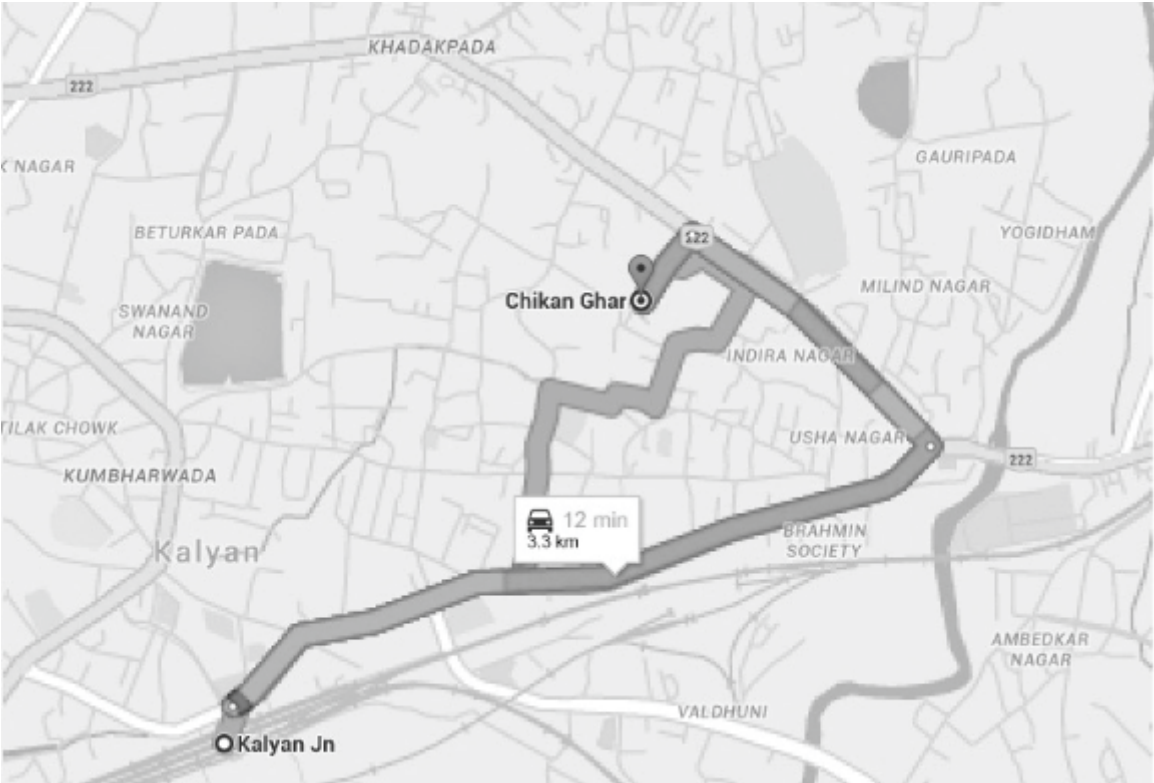 KHADAKPADA
222
K NAGAR
GAURIPADA
BETURKAR PADA
222
YOGIDHAM
Chikan Ghar
MILIND NAGAR
SWANAND
NAGAR
INDIRA NAGAR
TILAK CHOWK
USHA NAGAR
222
KUMBHARWADA
12 min
3.3 km
BRAHMIN
SOCIETY
Kalyan
AMBEDKAR
NAGAR
VALDHUNI
Kalyan Jn